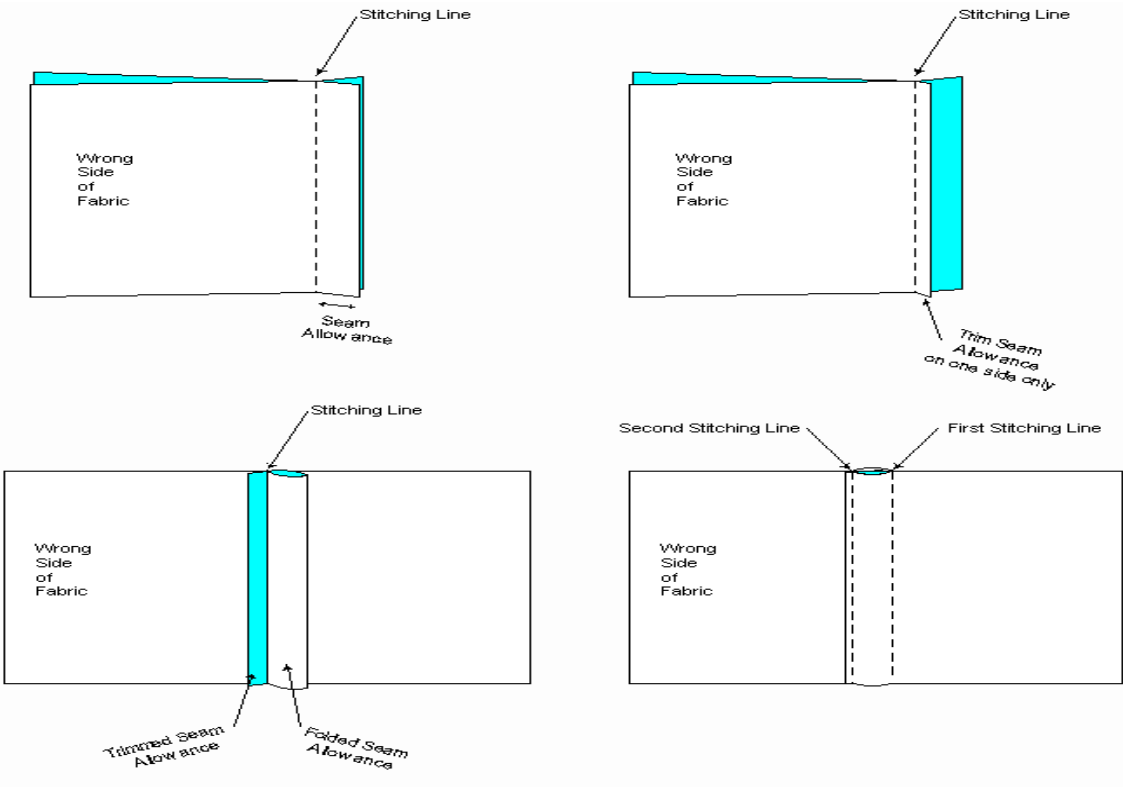 Stitching Line
Wrong
Side
of
Fabric
Seam
Allowance
Stitching Line
Wrong
Side
of
Fabric
Trim Seam
Allowance
on one side only
Stitching Line
Wrong
Side
of
Fabric
Trimmed Seam
Allowance
Folded Seam
Allowance
Second Stitching Line
First Stitching Line
Wrong
Side
of
Fabric